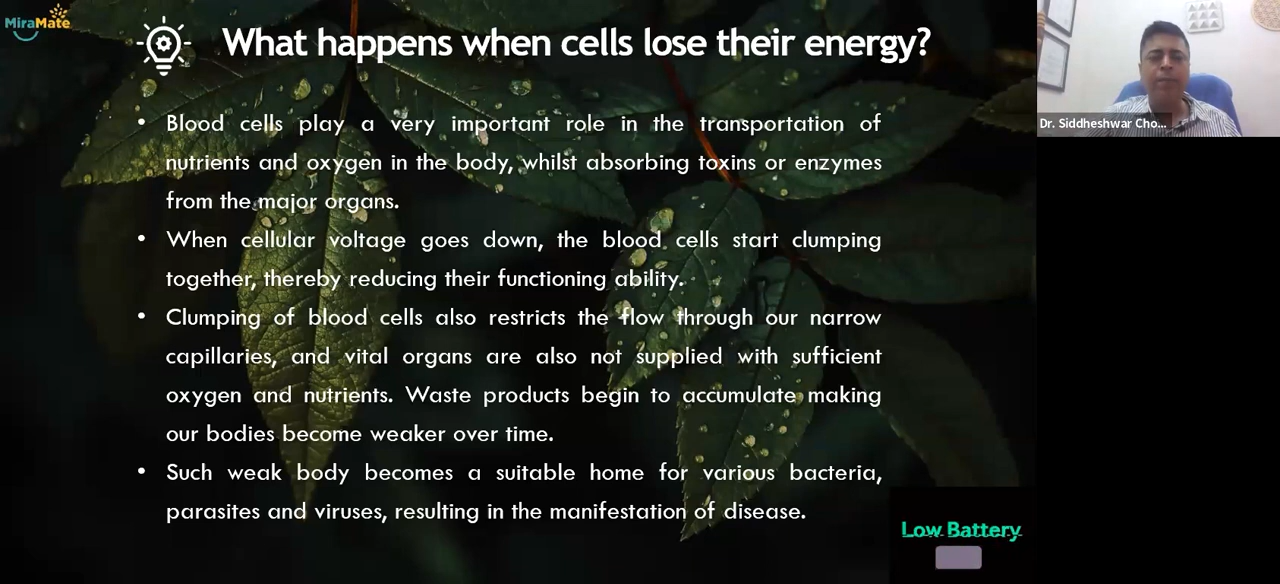 MiraMate
What happens when cells lose their energy?
• Blood cells play a very important role in the transportation of
nutrients and oxygen in the body, whilst absorbing toxins or enzymes
from the major organs.
• When cellular voltage goes down, the blood cells start clumping
together, thereby reducing their functioning ability.
• Clumping of blood cells also restricts the flow through our narrow
capillaries, and vital organs are also not supplied with sufficient
oxygen and nutrients. Waste products begin to accumulate making
our bodies become weaker over time.
• Such weak body becomes a suitable home for various bacteria,
parasites and viruses, resulting in the manifestation of disease.
Low Battery
Dr. Siddheshwar Cho...